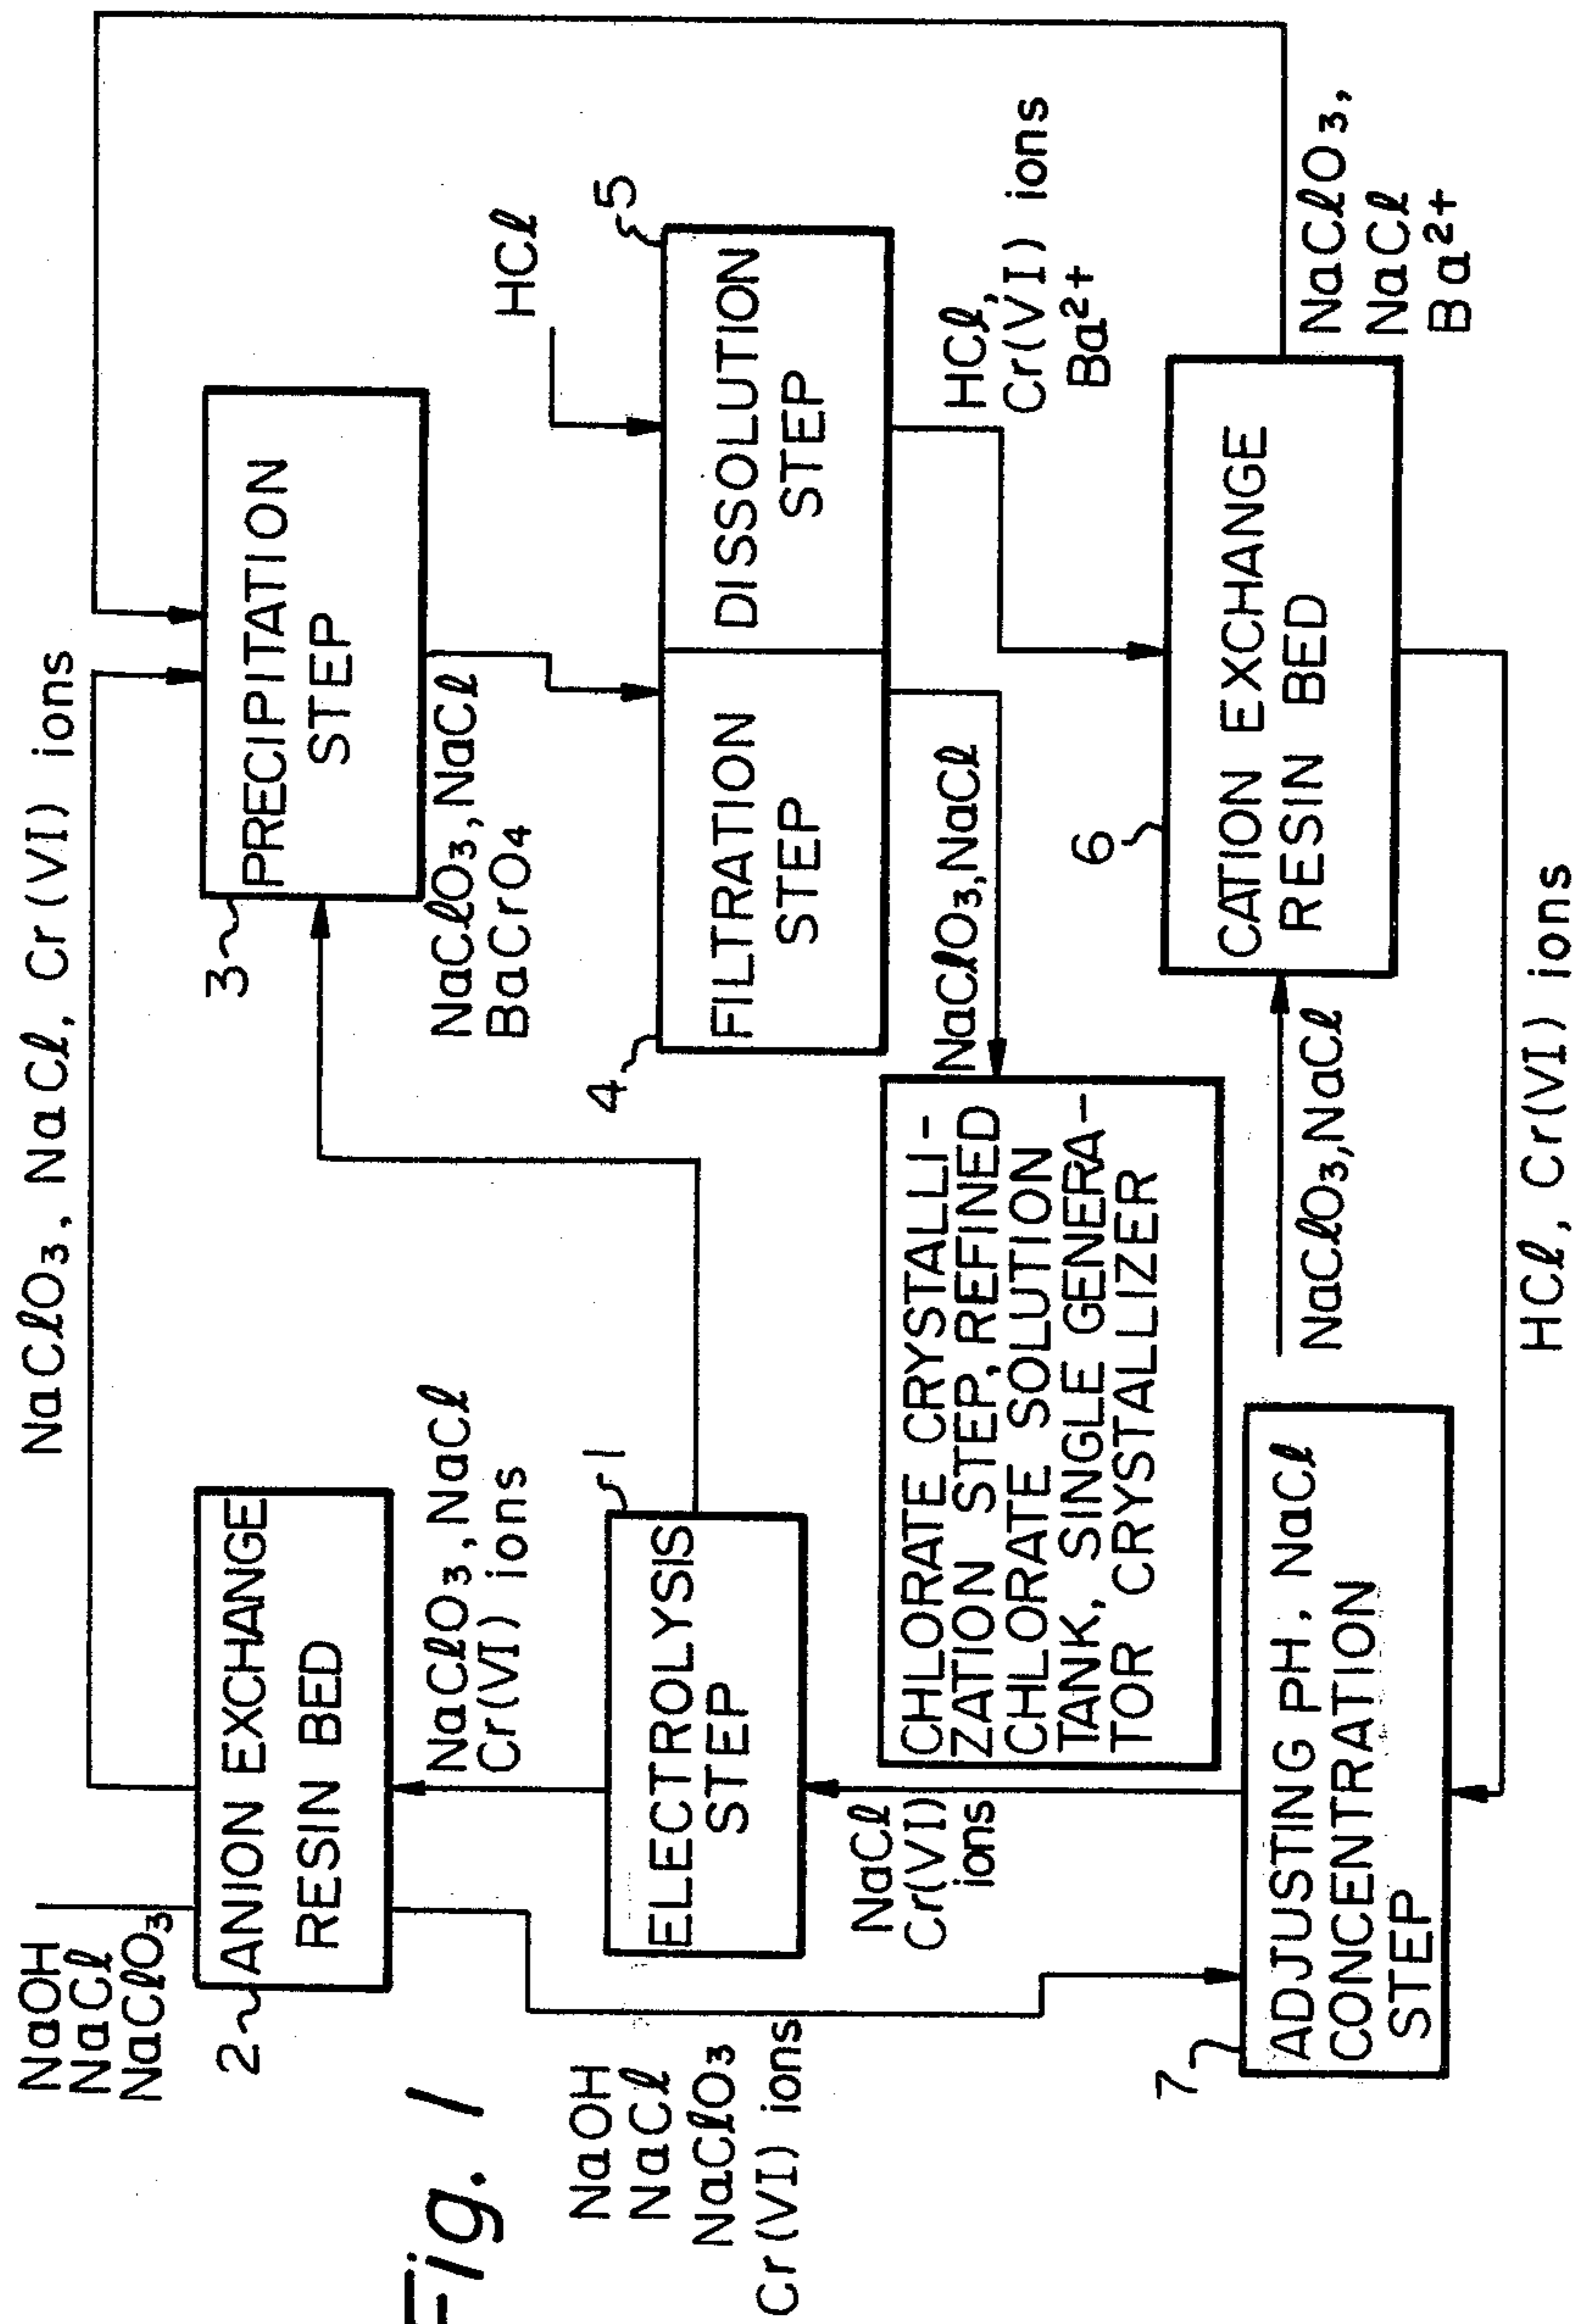 Fig. 1
NaOH
NaCl
NaClO3
NaClO3, NaCl, Cr(VI) ions
2
ANION EXCHANGE
RESIN BED
3
PRECIPITATION
STEP
NaClO3, NaCl
Cr(VI) ions
NaClO3, NaCl
BaCrO4
HCl
NaOH
NaCl
NaClO3
Cr(VI) ions
1
ELECTROLYSIS
STEP
4
FILTRATION
STEP
5
DISSOLUTION
STEP
NaCl
Cr(VI)
ions
CHLORATE CRYSTALLI-
ZATION STEP, REFINED
CHLORATE SOLUTION
TANK, SINGLE GENERA-
TOR CRYSTALLIZER
NaClO3, NaCl
HCl,
Cr(VI) ions
Ba2+
7
ADJUSTING PH, NaCl
CONCENTRATION
STEP
NaClO3, NaCl
6
CATION EXCHANGE
RESIN BED
NaClO3,
NaCl
Ba2+
HCl, Cr(VI) ions